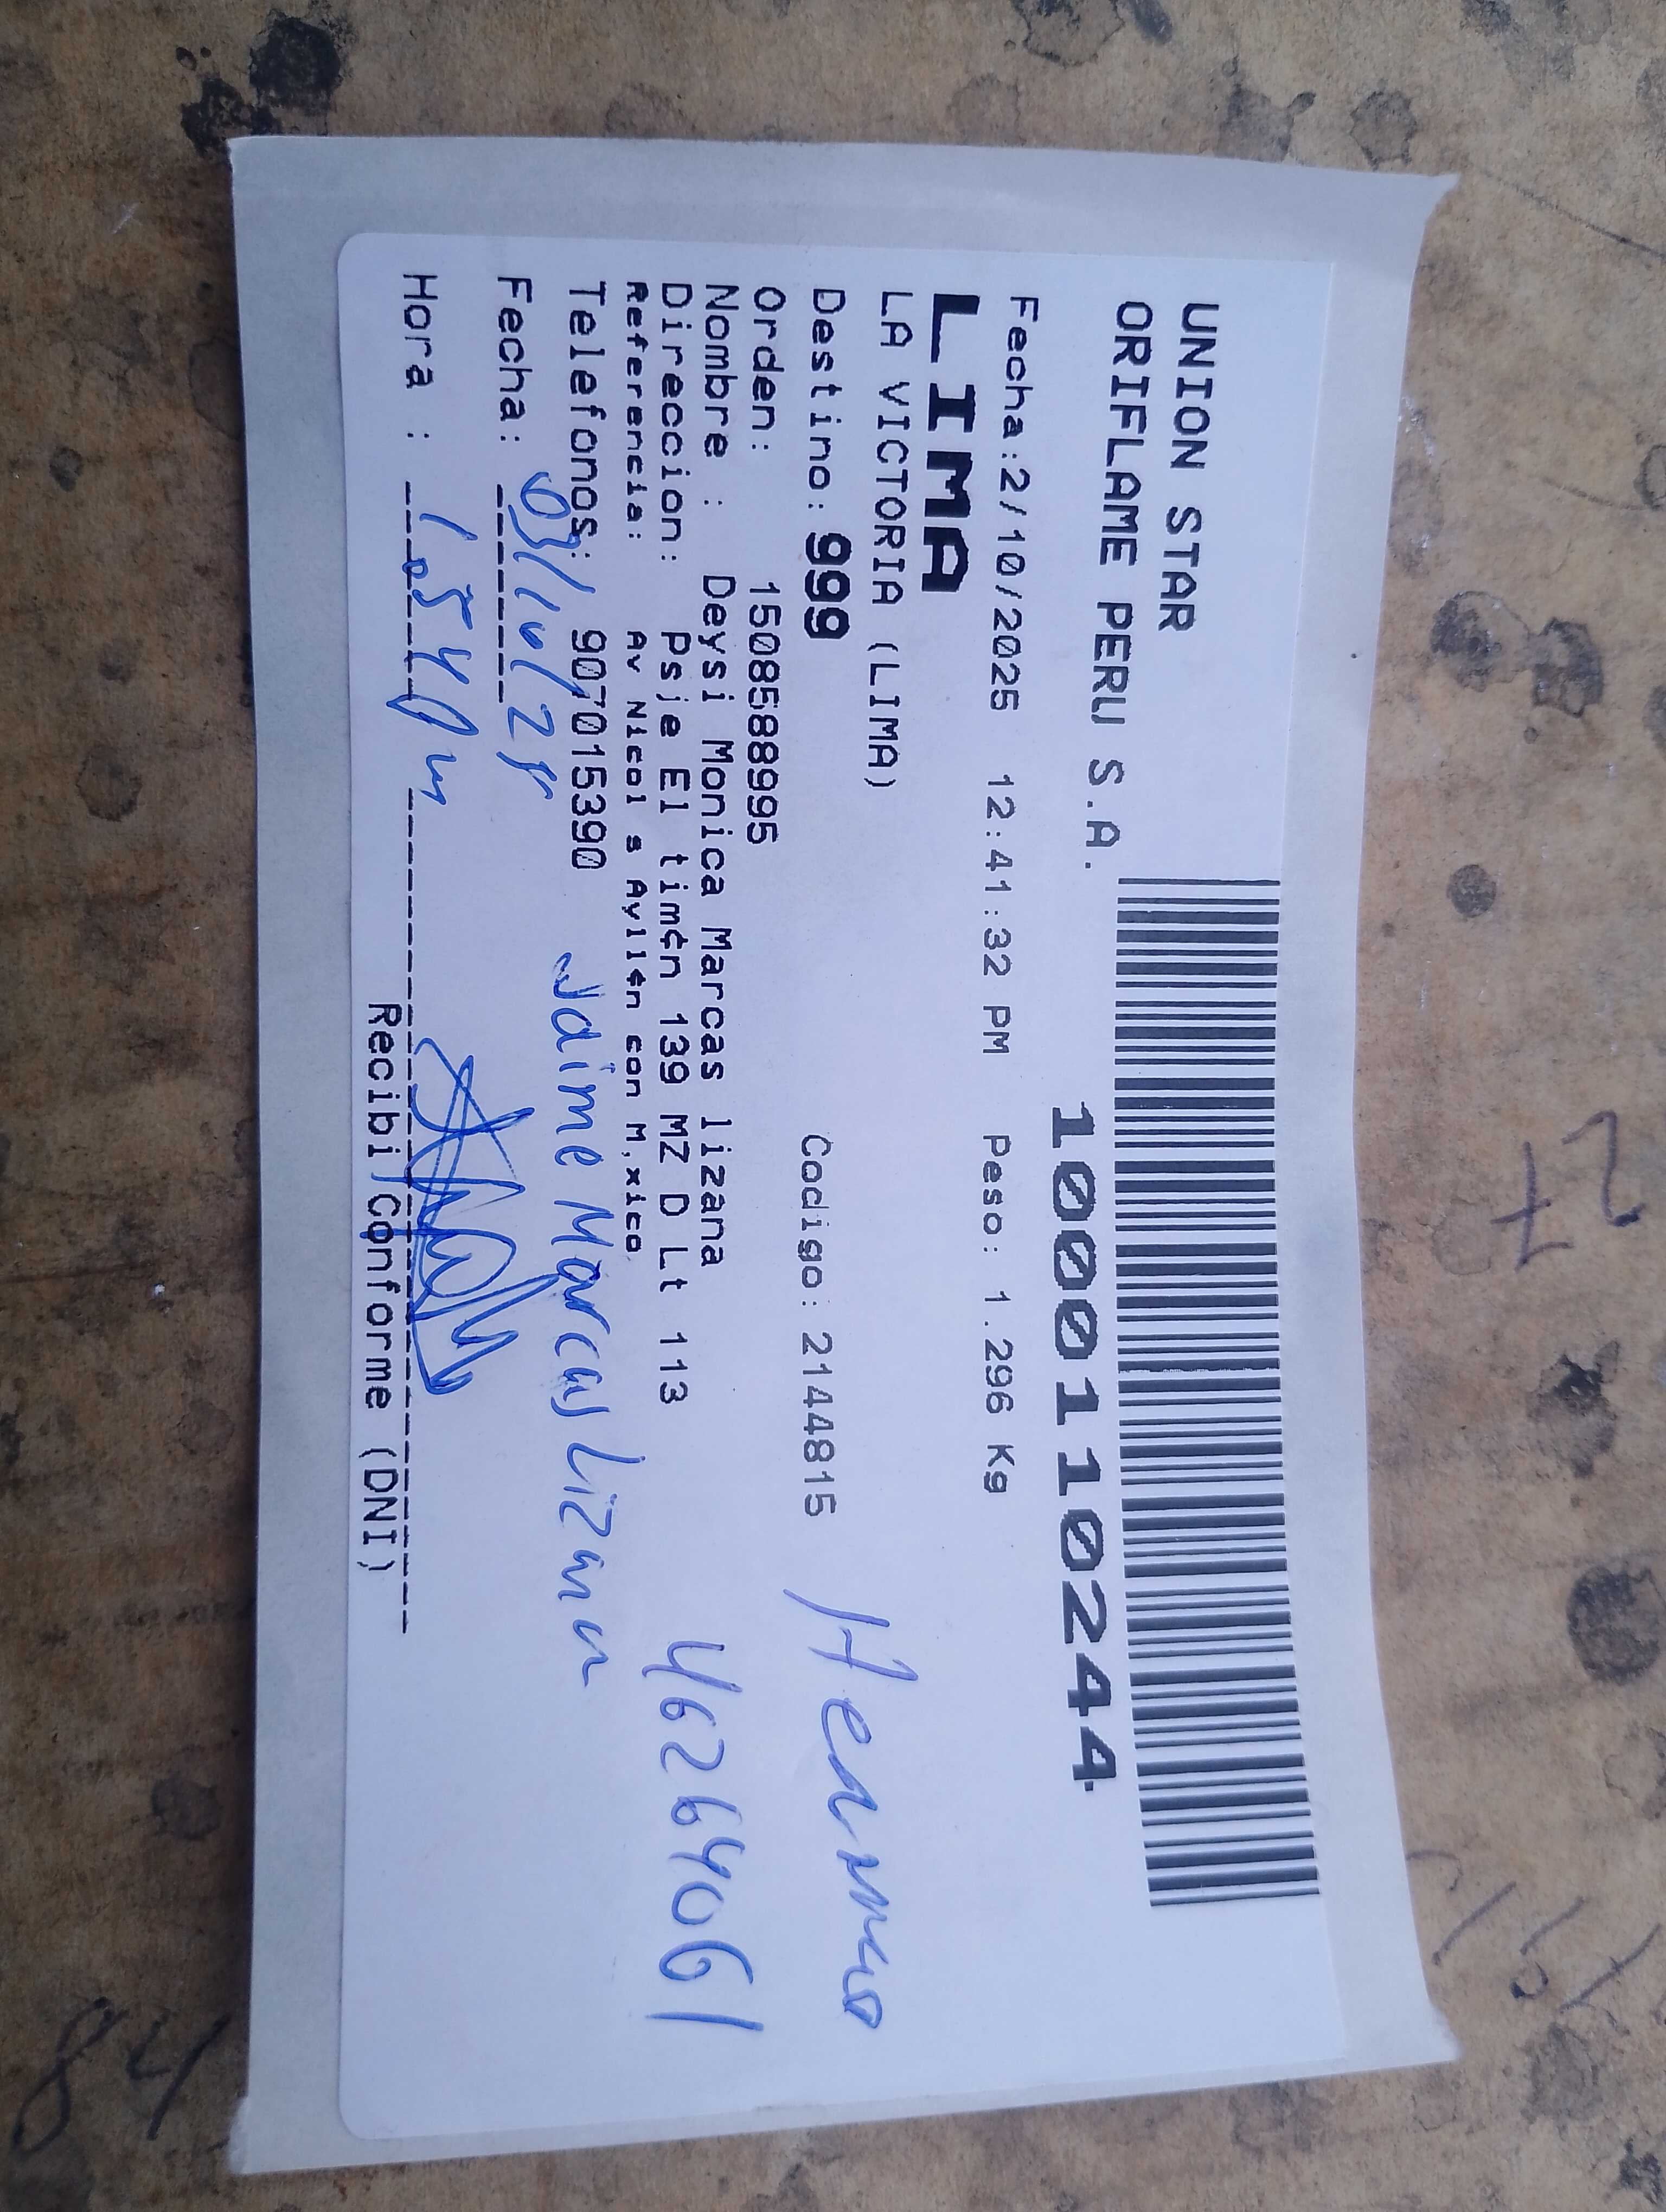 UNION STAR
ORIFLAME PERU S.A.
1000110244
Fecha:2/10/2025 12:41:32 PM Peso: 1.296 Kg
LIMA
LA VICTORIA (LIMA)
Destino: 999 Codigo: 2144815
Hermano
Orden: 1508588995
Nombre : Deysi Monica Marcas lizana
Direccion: Psje El tim¢n 139 MZ D Lt 113
46264061
Referencia: Av Nicol s Ayll¢n con M‚xico
Telefonos: 907015390
Jaime Marcas Lizana
Fecha: 03/10/25
Hora : 1:54 pm
Recibi Conforme (DNI)
27
84